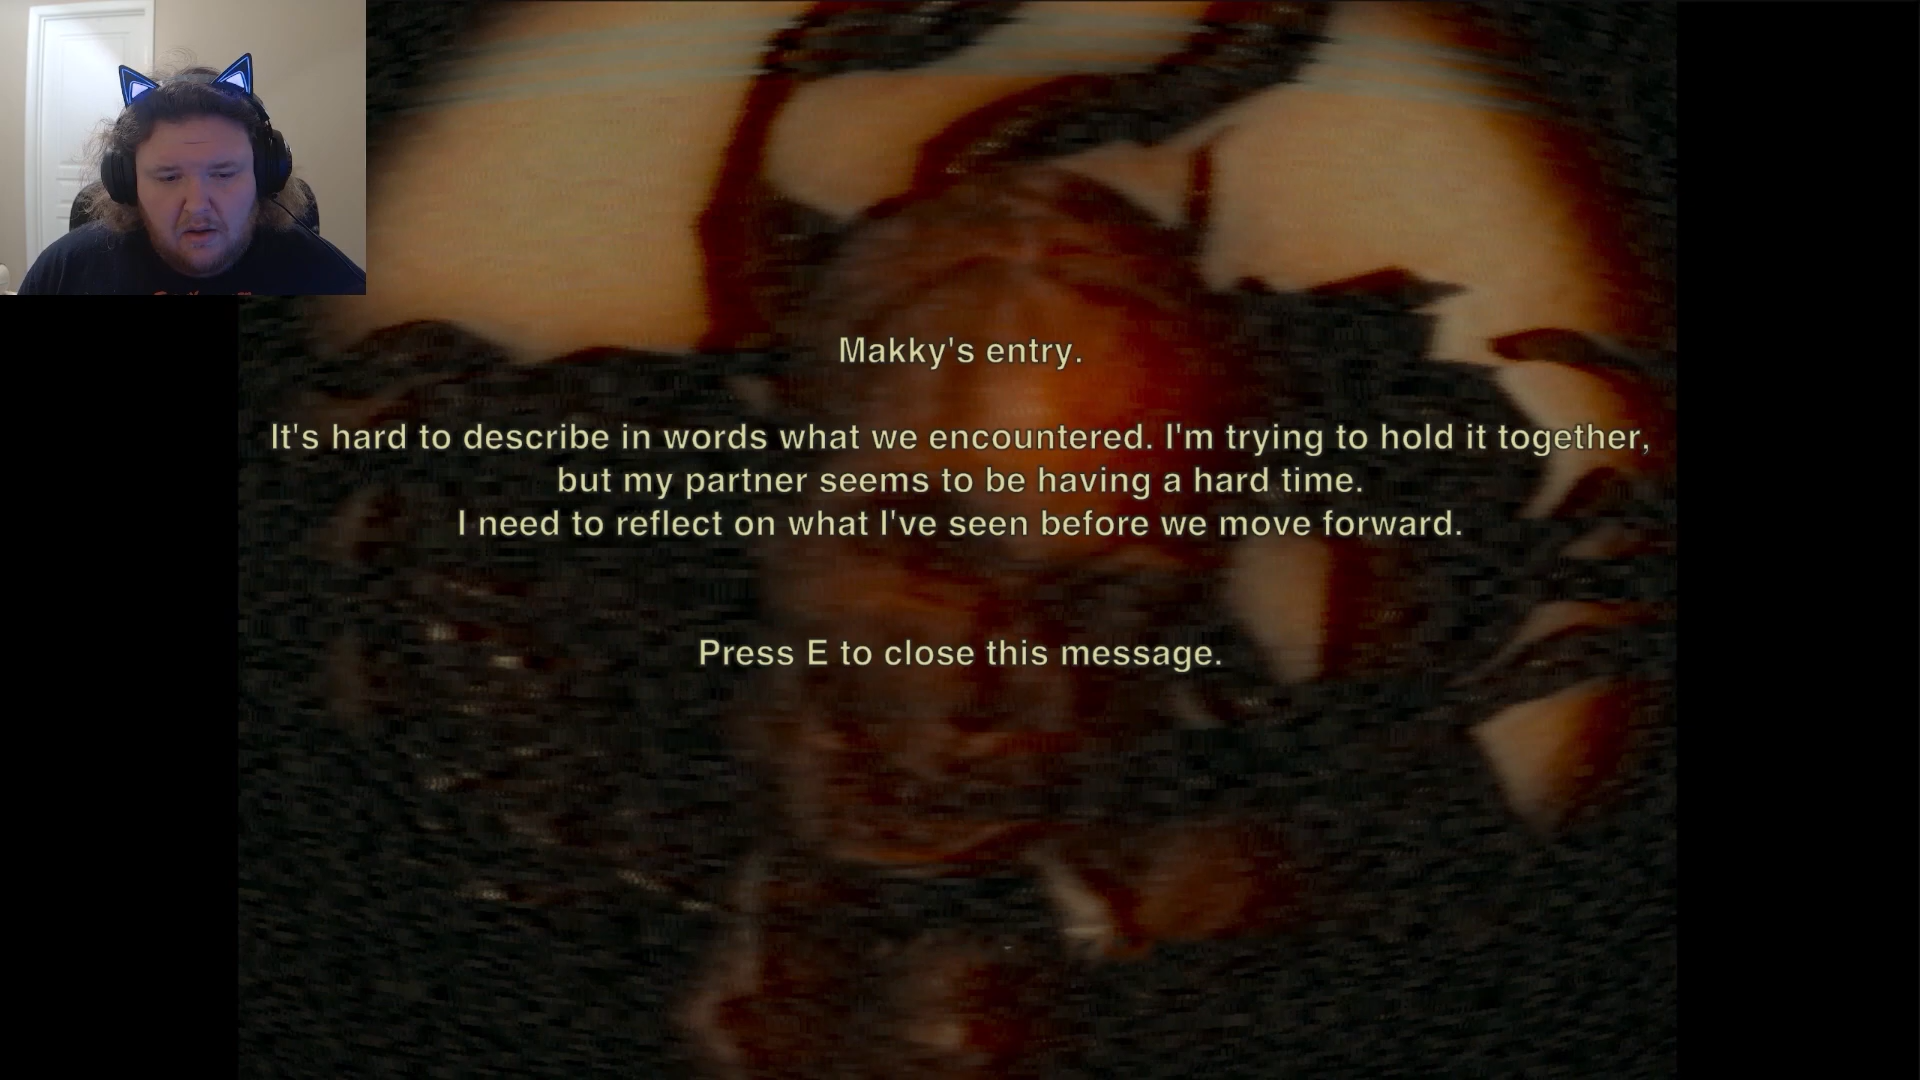 Makky's entry.
It's hard to describe in words what we encountered. I'm trying to hold it together,
but my partner seems to be having a hard time.
I need to reflect on what I've seen before we move forward.
Press E to close this message.